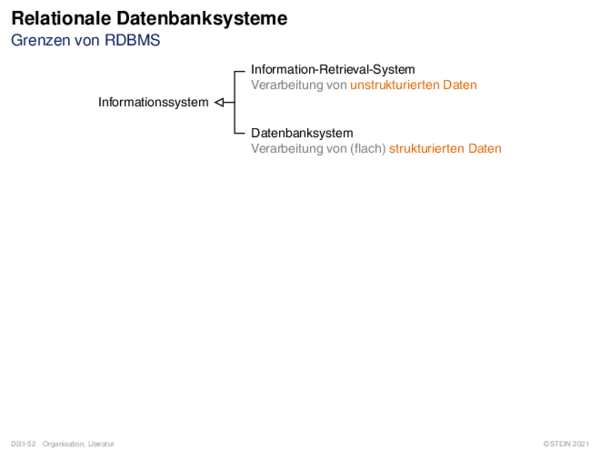 Relationale Datenbanksysteme
Grenzen von RDBMS
Information-Retrieval-System
Verarbeitung von unstrukturierten Daten
Informationssystem
Datenbanksystem
Verarbeitung von (flach) strukturierten Daten
DB:I-52 Organisation, Literatur
©STEIN 2021